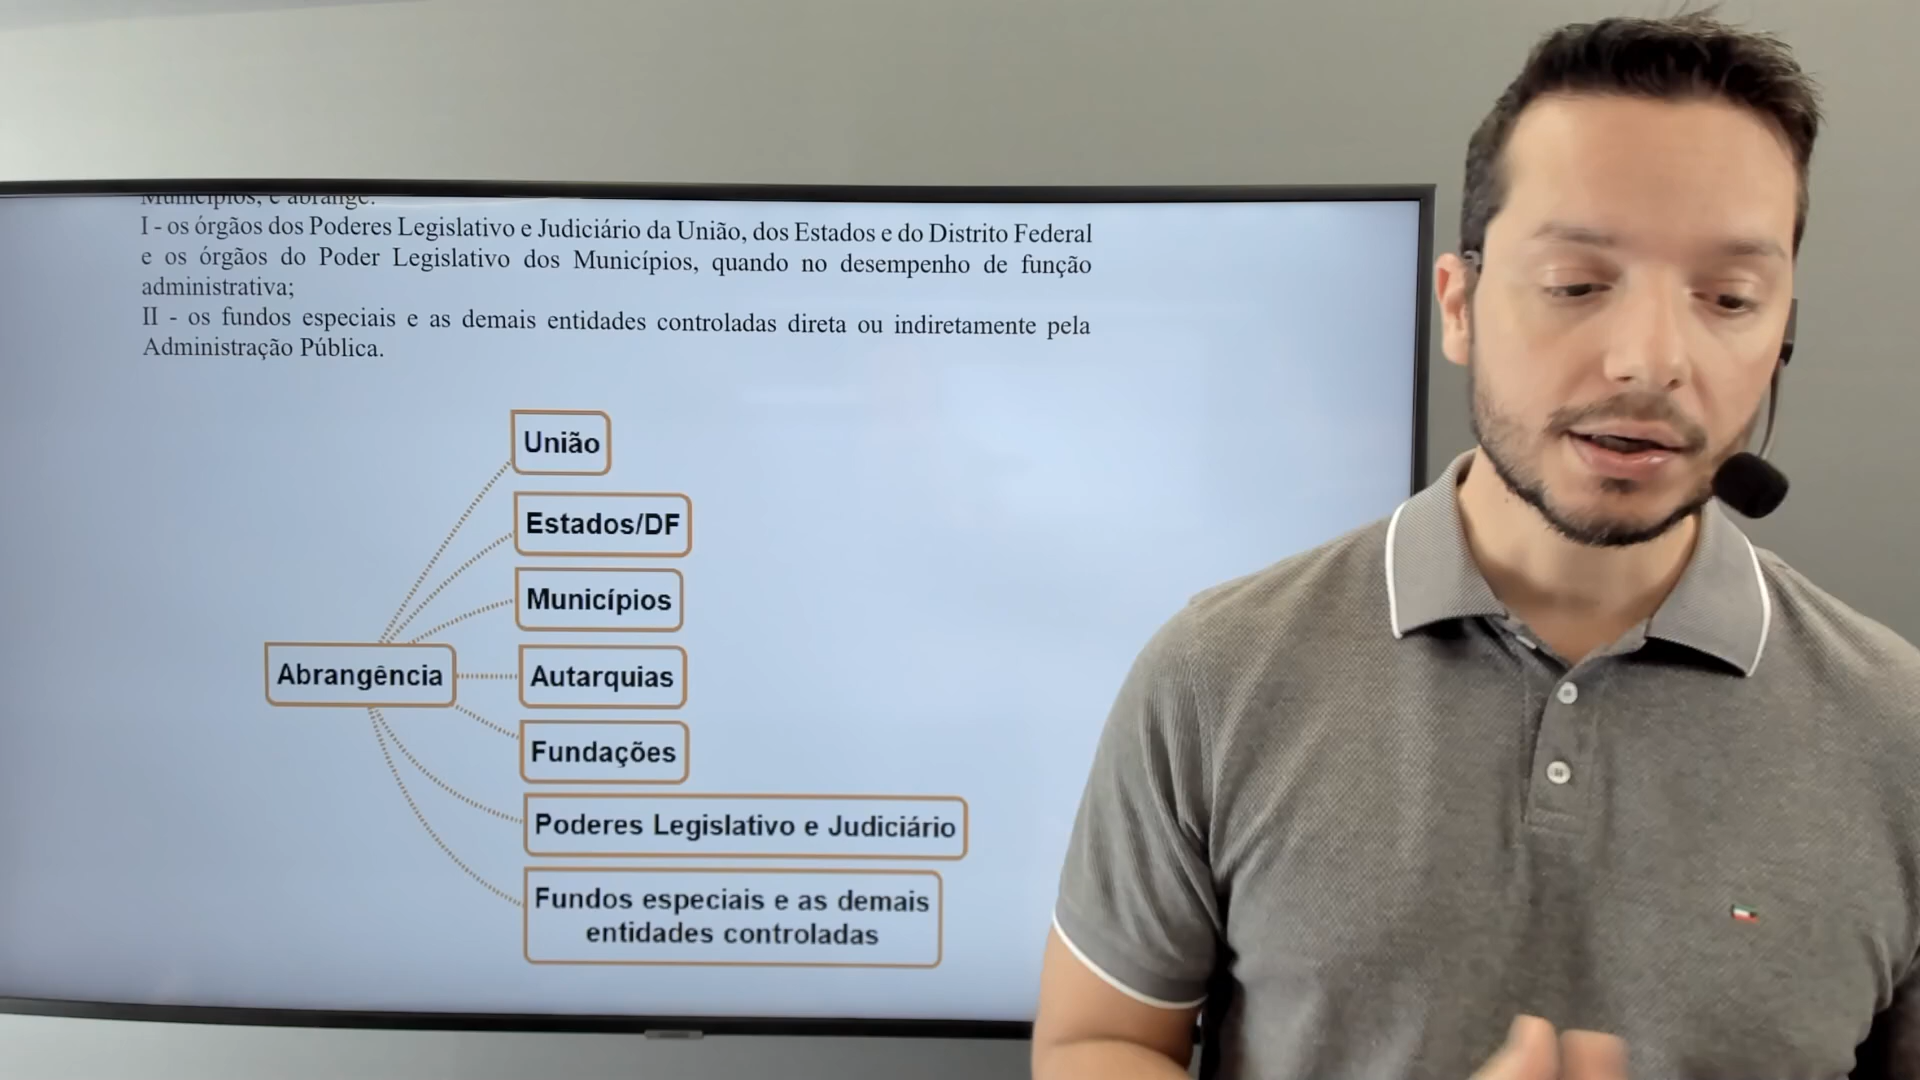 Municípios, e abrange:
I - os órgãos dos Poderes Legislativo e Judiciário da União, dos Estados e do Distrito Federal
e os órgãos do Poder Legislativo dos Municípios, quando no desempenho de função
administrativa;
II - os fundos especiais e as demais entidades controladas direta ou indiretamente pela
Administração Pública.
União
Estados/DF
Municípios
Abrangência
Autarquias
Fundações
Poderes Legislativo e Judiciário
Fundos especiais e as demais
entidades controladas